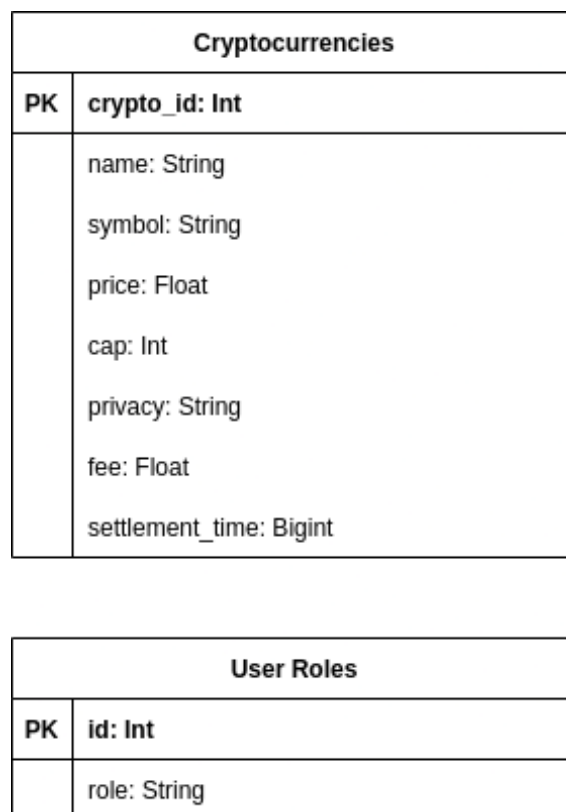 Cryptocurrencies
PK crypto_id: Int
name: String
symbol: String
price: Float
cap: Int
privacy: String
fee: Float
settlement_time: Bigint
User Roles
PK id: Int
role: String